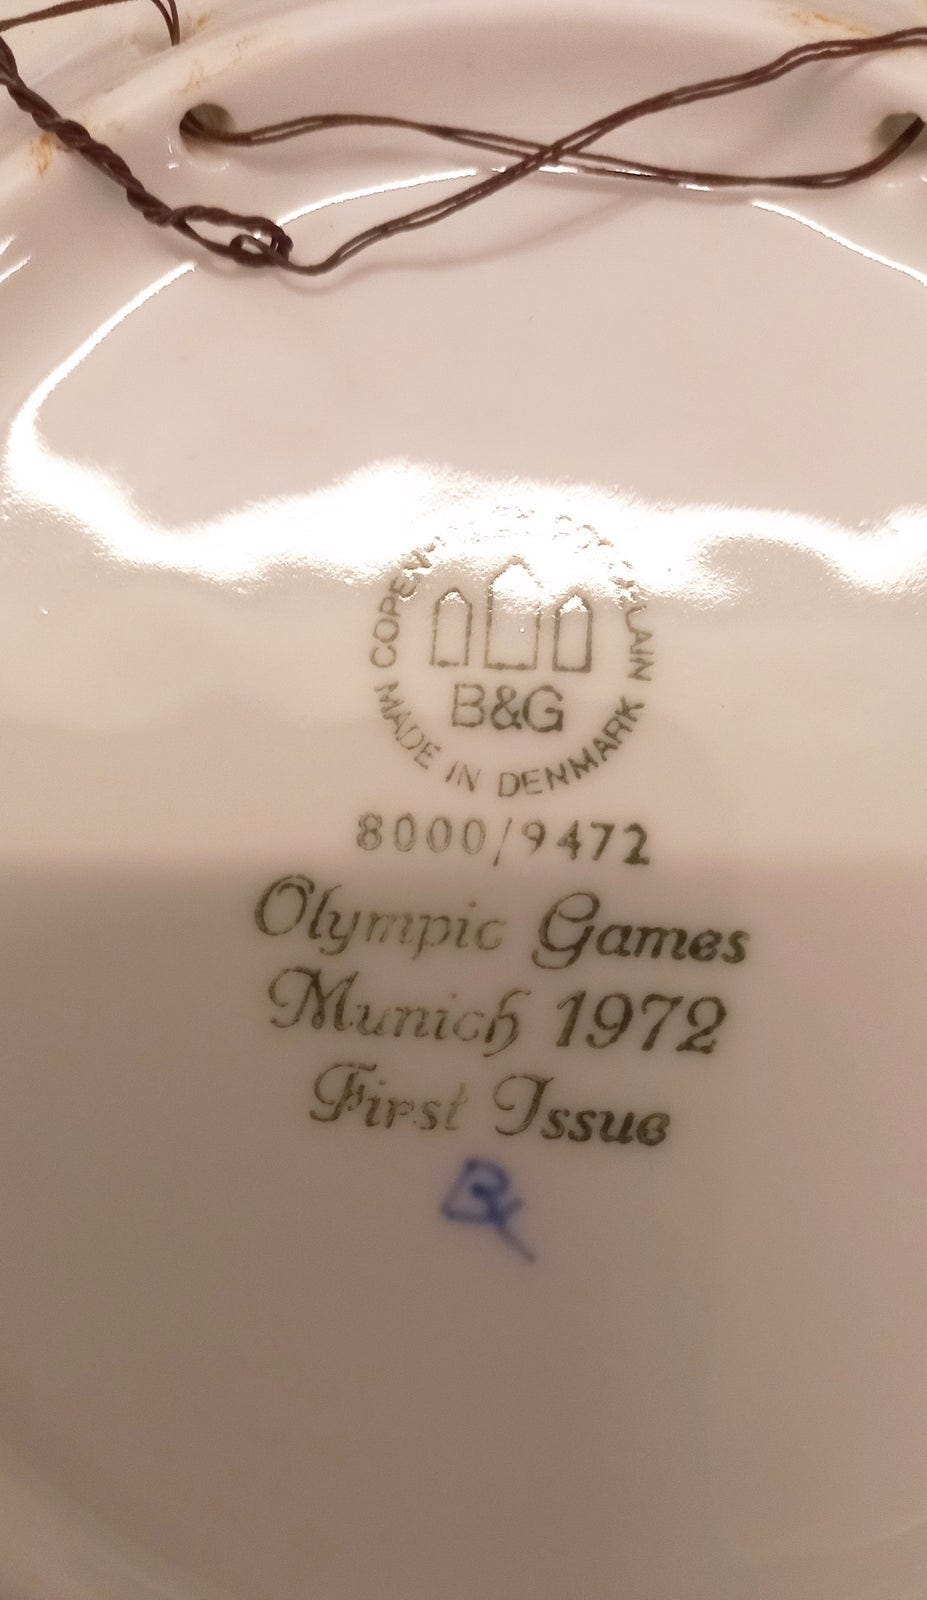 B&G
MADE IN DENMARK
8000/9472
Olympic Games
Munich 1972
First Issue